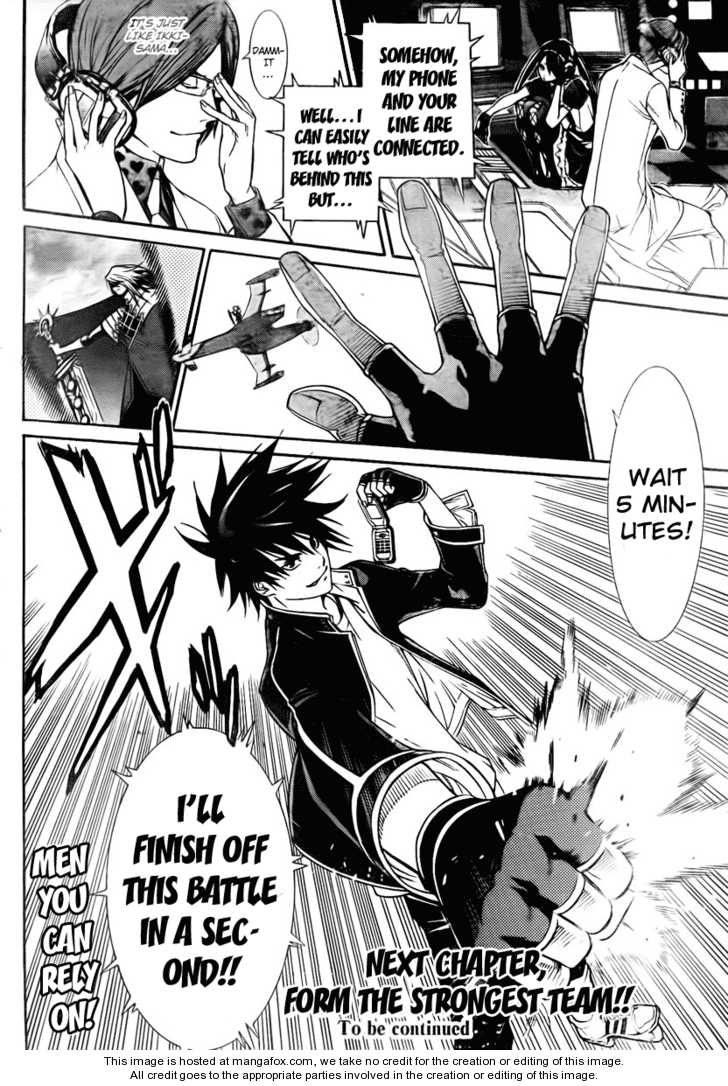 SOMEHOW,
MY PHONE
AND YOUR
LINE ARE
CONNECTED.
WELL... I
CAN EASILY
TELL WHO'S
BEHIND THIS
BUT...
DAMM-
IT
...
IT'S JUST
LIKE IKKI-
SAMA...
WAIT
5 MIN-
UTES!
I'LL
FINISH OFF
THIS BATTLE
IN A SEC-
OND!!
MEN
YOU
CAN
RELY
ON!
NEXT CHAPTER,
FORM THE STRONGEST TEAM!!
To be continued
This image is hosted at mangafox.com, we take no credit for the creation or editing of this image.
All credit goes to the appropriate parties involved in the creation or editing of this image.